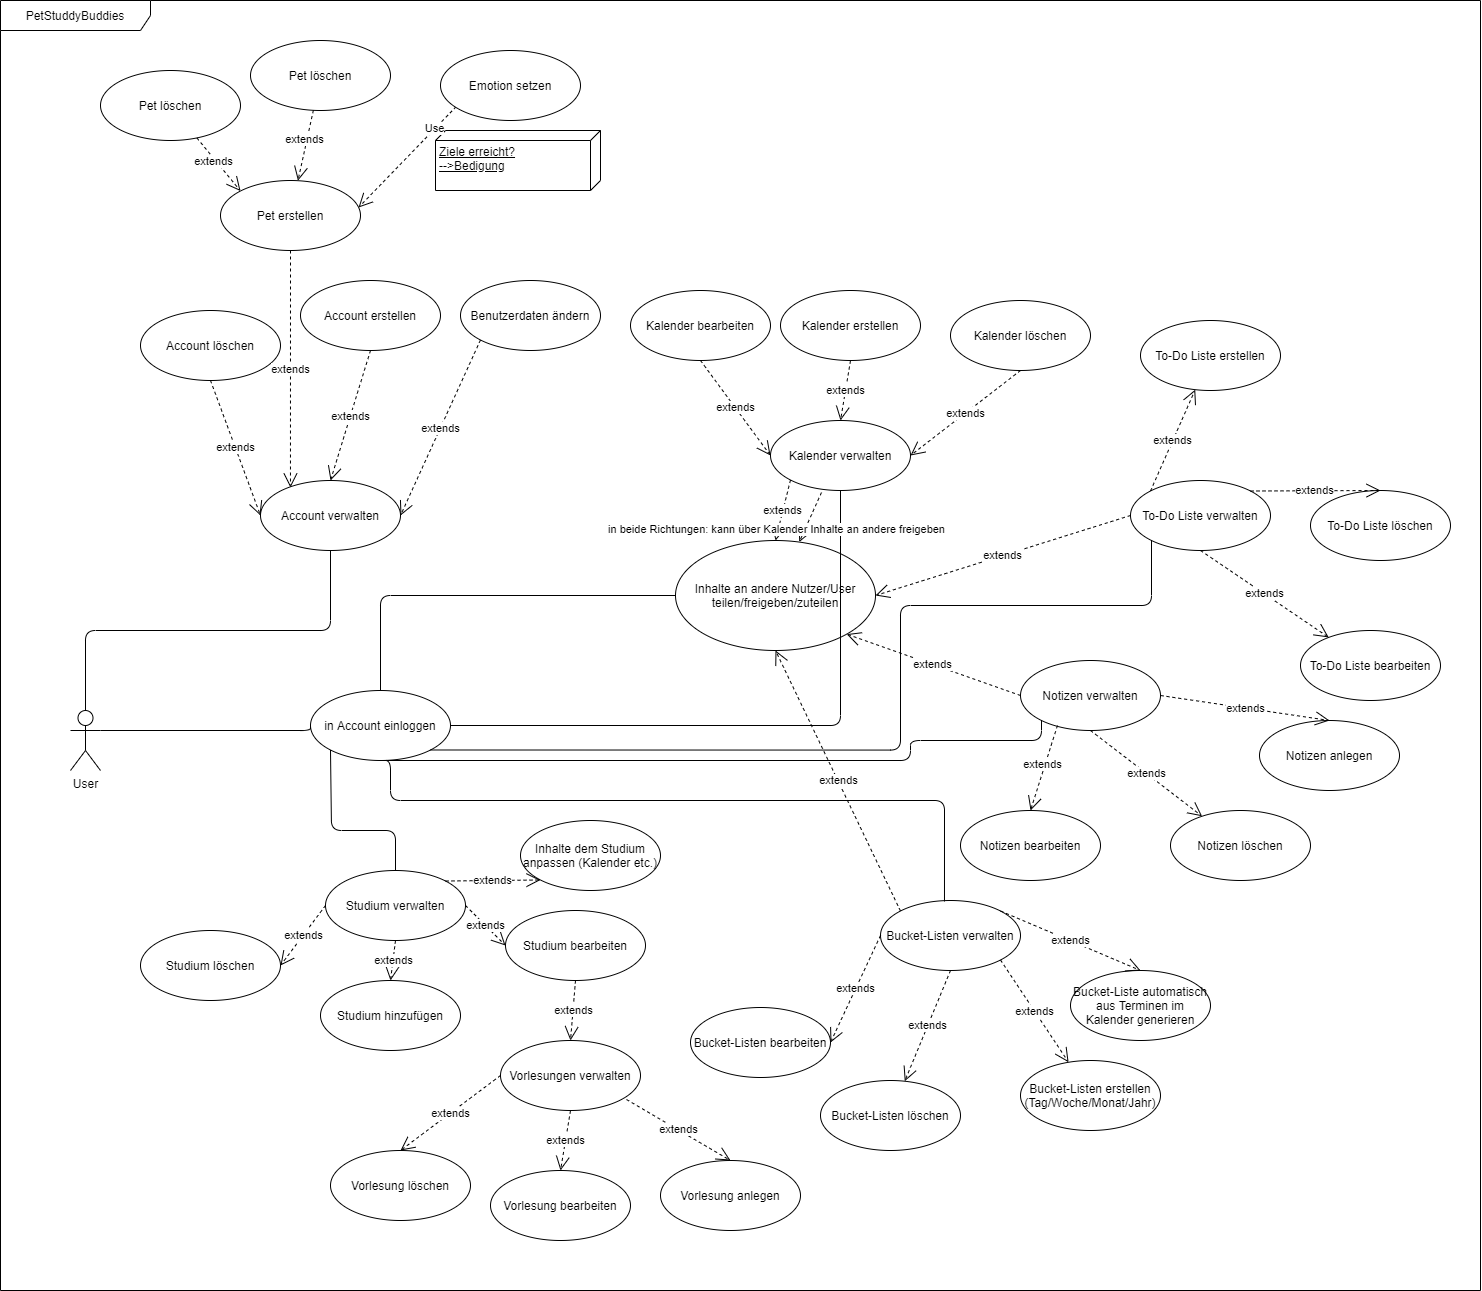 PetStuddyBuddies
Pet löschen
Pet löschen
Emotion setzen
extends
extends
Use
Ziele erreicht?
-->Bedigung
Pet erstellen
extends
Account löschen
Account erstellen
Benutzerdaten ändern
extends
extends
extends
Account verwalten
Kalender bearbeiten
Kalender erstellen
Kalender löschen
extends
extends
extends
Kalender verwalten
extends
in beide Richtungen: kann über Kalender Inhalte an andere freigeben
Inhalte an andere Nutzer/User
teilen/freigeben/zuteilen
To-Do Liste erstellen
extends
To-Do Liste verwalten
extends
To-Do Liste löschen
extends
extends
To-Do Liste bearbeiten
extends
Notizen verwalten
extends
Notizen anlegen
extends
extends
Notizen bearbeiten
Notizen löschen
User
in Account einloggen
extends
Inhalte dem Studium
anpassen (Kalender etc.)
extends
Studium verwalten
extends
extends
extends
Studium löschen
Studium hinzufügen
Studium bearbeiten
extends
Vorlesungen verwalten
extends
extends
extends
Vorlesung löschen
Vorlesung bearbeiten
Vorlesung anlegen
Bucket-Listen verwalten
extends
extends
extends
extends
Bucket-Liste automatisch
aus Terminen im
Kalender generieren
Bucket-Listen bearbeiten
Bucket-Listen löschen
Bucket-Listen erstellen
(Tag/Woche/Monat/Jahr)